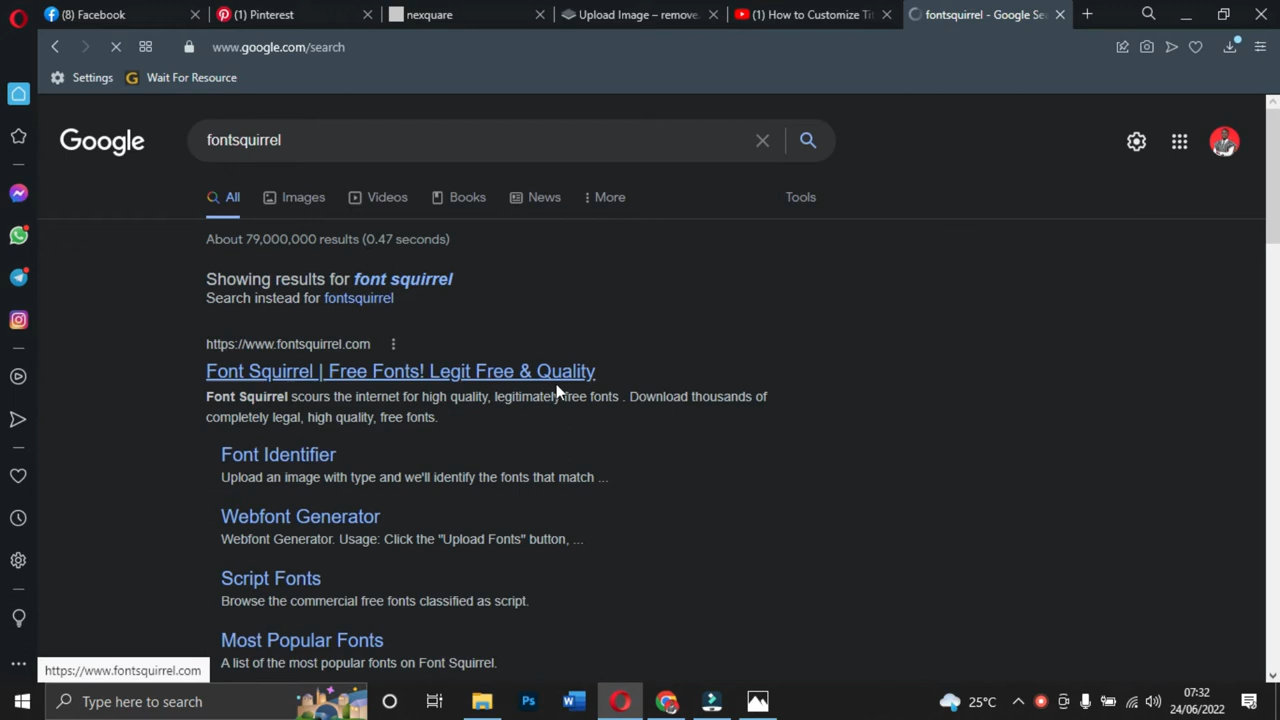 (8) Facebook
(1) Pinterest
nexquare
Upload Image – remove.
(1) How to Customize Tit
fontsquirrel - Google Sea
www.google.com/search
Settings
G Wait For Resource
Google
fontsquirrel
All
Images
Videos
Books
News
More
Tools
About 79,000,000 results (0.47 seconds)
Showing results for font squirrel
Search instead for fontsquirrel
https://www.fontsquirrel.com
Font Squirrel | Free Fonts! Legit Free & Quality
Font Squirrel scours the internet for high quality, legitimately free fonts . Download thousands of
completely legal, high quality, free fonts.
Font Identifier
Upload an image with type and we'll identify the fonts that match ...
Webfont Generator
Webfont Generator. Usage: Click the "Upload Fonts" button, ...
Script Fonts
Browse the commercial free fonts classified as script.
Most Popular Fonts
A list of the most popular fonts on Font Squirrel.
https://www.fontsquirrel.com
Type here to search
Ps
W
25°C
07:32
24/06/2022